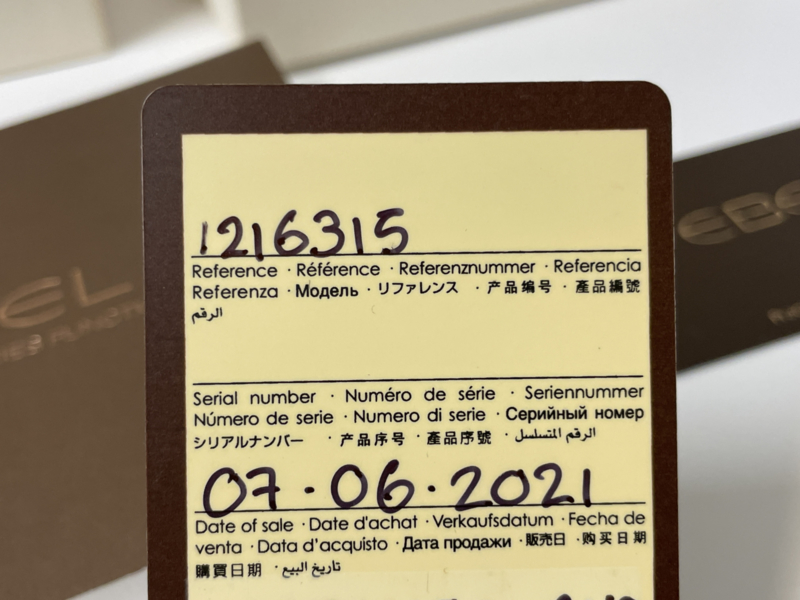 1216315
Reference · Référence · Referenznummer · Referencia
Referenza · Модель · リファレンス · 产品编号 · 產品編號
الرقم
Serial number · Numéro de série · Seriennummer
Número de serie · Numero di serie · Серийный номер
シリアルナンバー · 产品序号 · 產品序號 · الرقم المتسلسل
07·06·2021
Date of sale · Date d'achat · Verkaufsdatum · Fecha de
venta · Data d'acquisto · Дата продажи · 販売日 · 购买日期
購買日期 · تاريخ البيع
EL
EBE